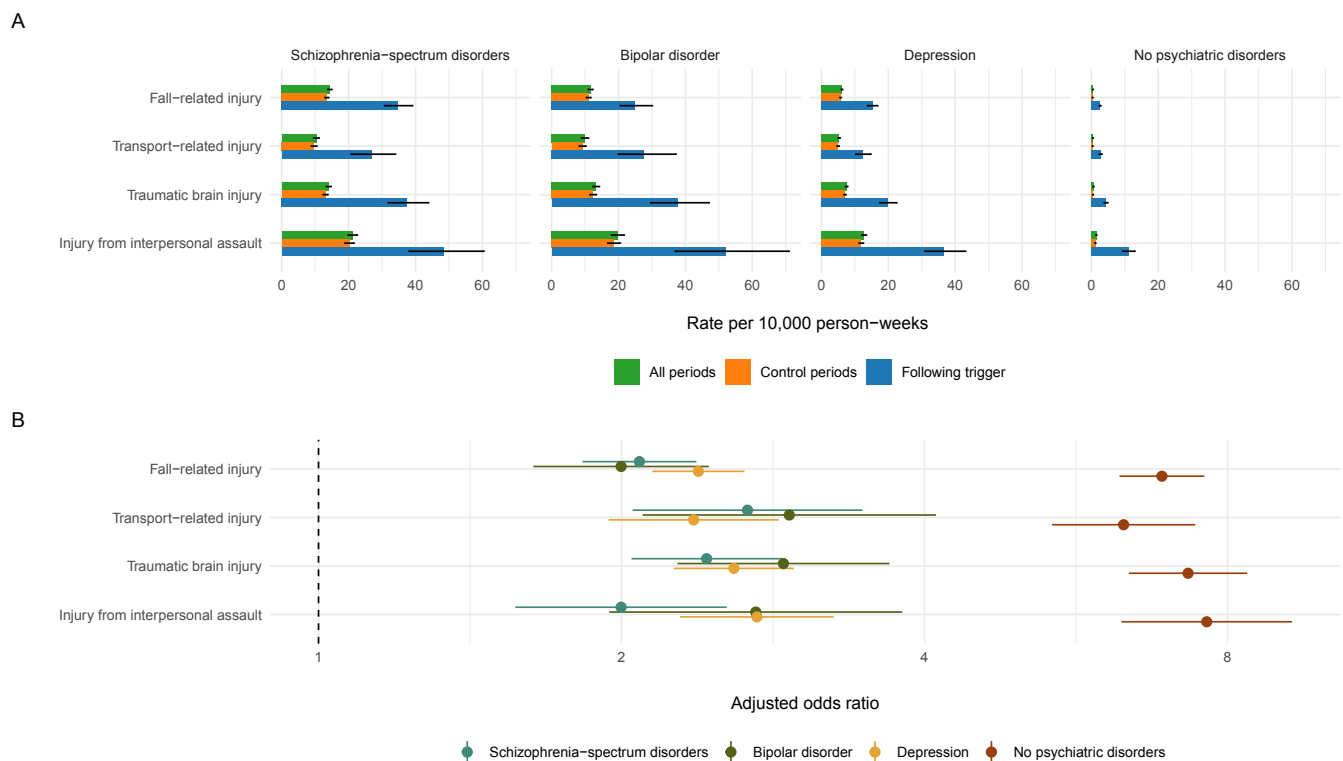 A
Schizophrenia−spectrum disorders Bipolar disorder Depression No psychiatric disorders
Fall−related injury
Transport−related injury
Traumatic brain injury
Injury from interpersonal assault
0 20 40 60 0 20 40 60 0 20 40 60 0 20 40 60
Rate per 10,000 person−weeks
All periods Control periods Following trigger
B
Fall−related injury
Transport−related injury
Traumatic brain injury
Injury from interpersonal assault
1 2 4 8
Adjusted odds ratio
Schizophrenia−spectrum disorders Bipolar disorder Depression No psychiatric disorders